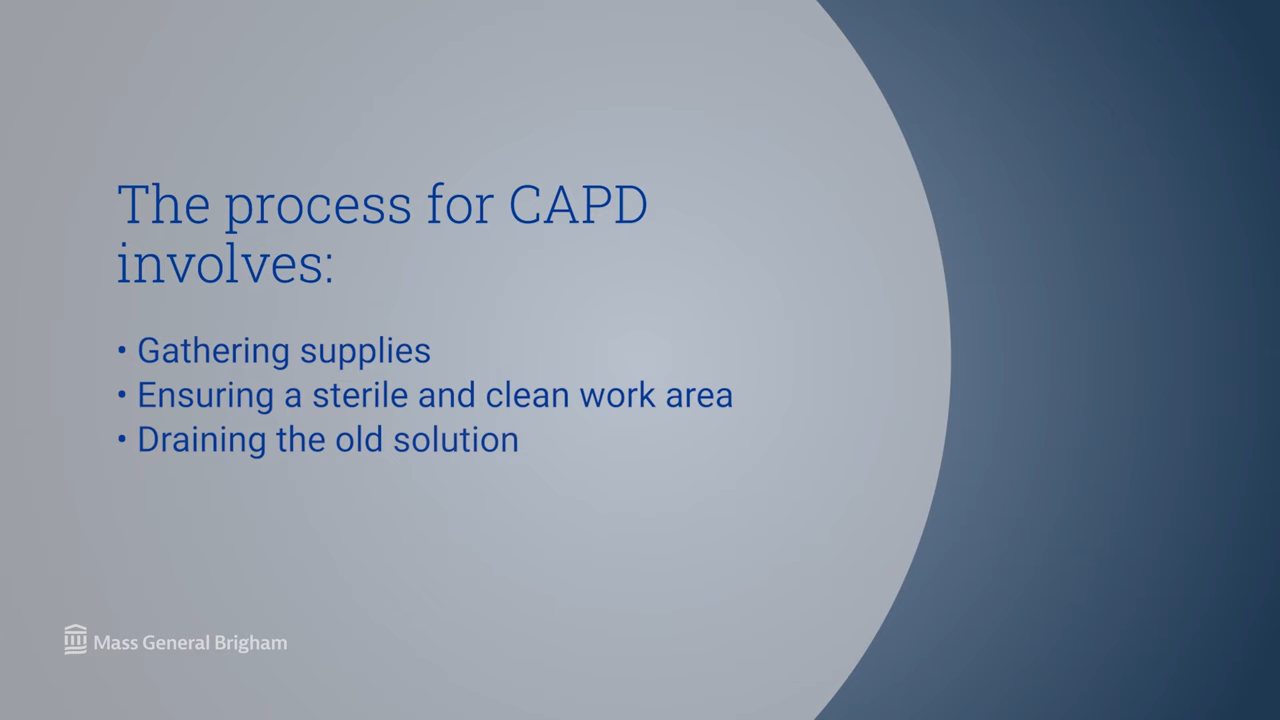 The process for CAPD
involves:
• Gathering supplies
• Ensuring a sterile and clean work area
• Draining the old solution
Mass General Brigham